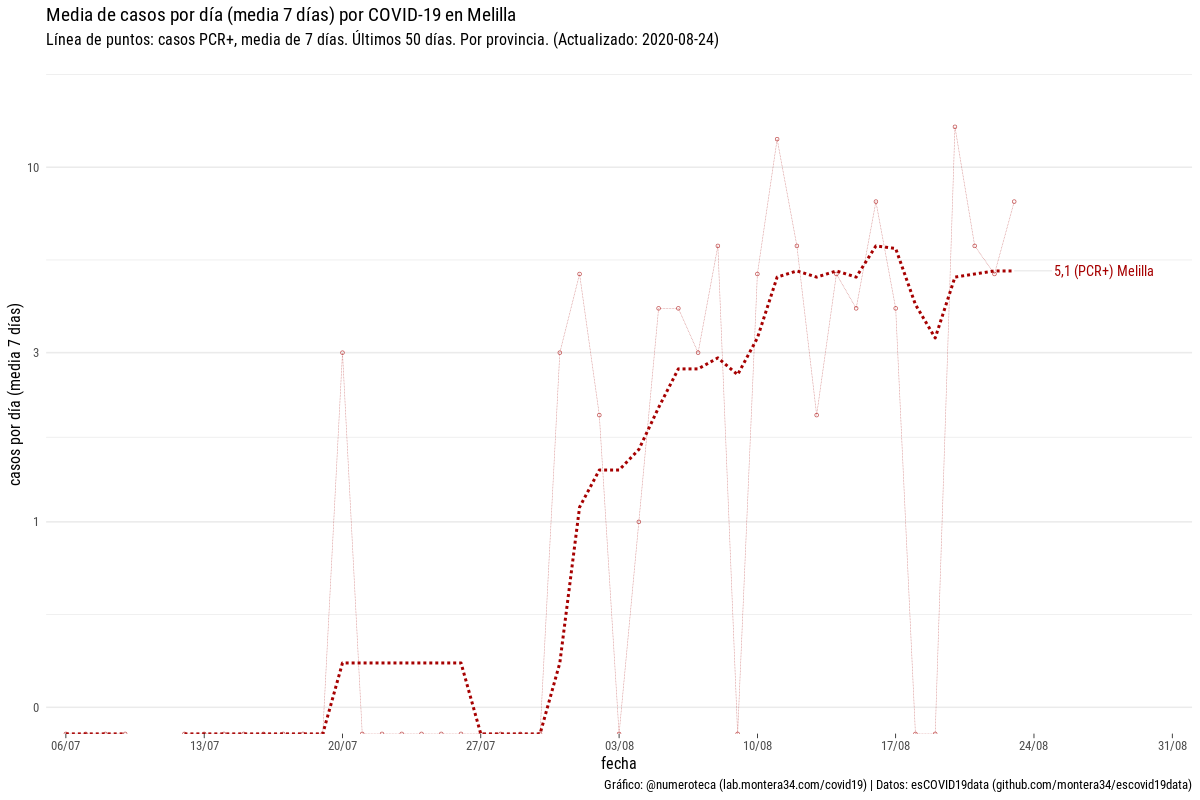 Media de casos por día (media 7 días) por COVID-19 en Melilla
Línea de puntos: casos PCR+, media de 7 días. Últimos 50 días. Por provincia. (Actualizado: 2020-08-24)
casos por día (media 7 días)
10
3
1
0
5,1 (PCR+) Melilla
06/07
13/07
20/07
27/07
03/08
10/08
17/08
24/08
31/08
fecha
Gráfico: @numeroteca (lab.montera34.com/covid19) | Datos: esCOVID19data (github.com/montera34/escovid19data)